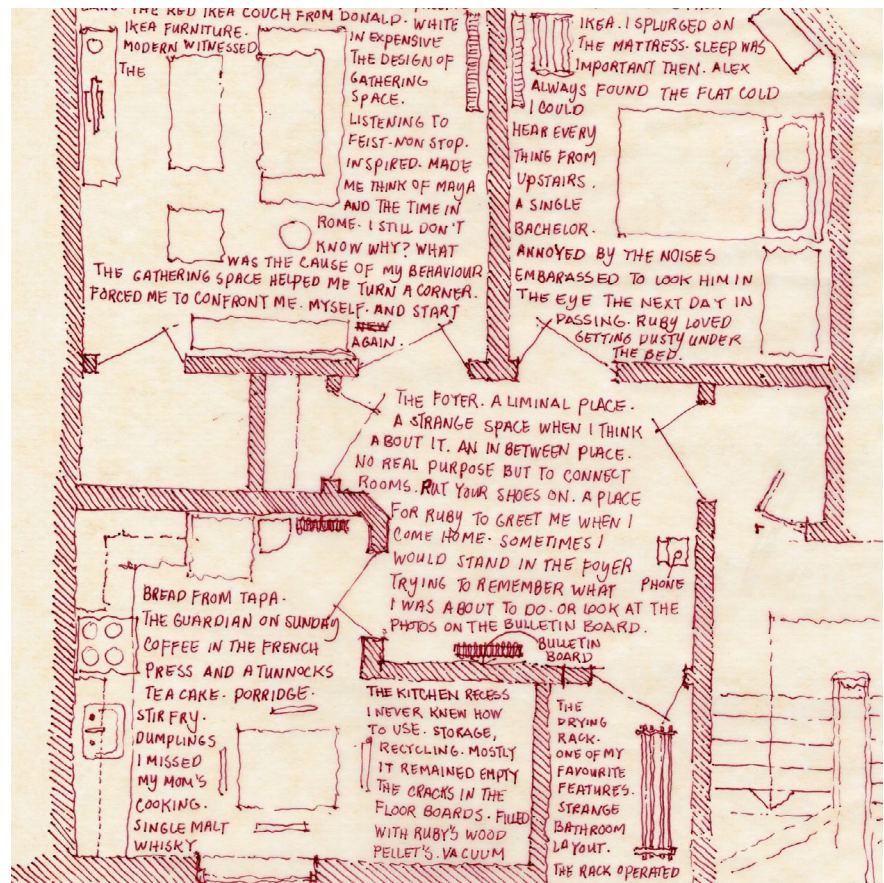 THE RED IKEA COUCH FROM DONALD. WHITE
IKEA FURNITURE.
MODERN WITNESSED
THE
INEXPENSIVE
THE DESIGN OF
GATHERING
SPACE.
LISTENING TO
FEIST-NON STOP.
INSPIRED. MADE
ME THINK OF MAYA
AND THE TIME IN
ROME. I STILL DON'T
KNOW WHY? WHAT
WAS THE CAUSE OF MY BEHAVIOUR
THE GATHERING SPACE HELPED ME TURN A CORNER.
FORCED ME TO CONFRONT ME. MYSELF. AND START
NEW
AGAIN.
IKEA. I SPLURGED ON
THE MATTRESS. SLEEP WAS
IMPORTANT THEN. ALEX
ALWAYS FOUND THE FLAT COLD
I COULD
HEAR EVERY
THING FROM
UPSTAIRS.
A SINGLE
BACHELOR.
ANNOYED BY THE NOISES
EMBARASSED TO LOOK HIM IN
THE EYE THE NEXT DAY IN
PASSING. RUBY LOVED
GETTING DUSTY UNDER
THE BED.
THE FOYER. A LIMINAL PLACE.
A STRANGE SPACE WHEN I THINK
ABOUT IT. AN IN BETWEEN PLACE.
NO REAL PURPOSE BUT TO CONNECT
ROOMS. PUT YOUR SHOES ON. A PLACE
FOR RUBY TO GREET ME WHEN I
COME HOME. SOMETIMES I
WOULD STAND IN THE FOYER
TRYING TO REMEMBER WHAT
I WAS ABOUT TO DO. OR LOOK AT THE
PHOTOS ON THE BULLETIN BOARD.
PHONE
BULLETIN
BOARD
BREAD FROM TAPA.
THE GUARDIAN ON SUNDAY
COFFEE IN THE FRENCH
PRESS AND A TUNNOCKS
TEA CAKE. PORRIDGE.
STIR FRY.
DUMPLINGS
I MISSED
MY MOM'S
COOKING.
SINGLE MALT
WHISKY
THE KITCHEN RECESS
I NEVER KNEW HOW
TO USE. STORAGE,
RECYCLING. MOSTLY
IT REMAINED EMPTY
THE CRACKS IN THE
FLOOR BOARDS. FILLED
WITH RUBY'S WOOD
PELLET'S. VACUUM
THE
DRYING
RACK.
ONE OF MY
FAVOURITE
FEATURES.
STRANGE
BATHROOM
LAYOUT.
THE RACK OPERATED